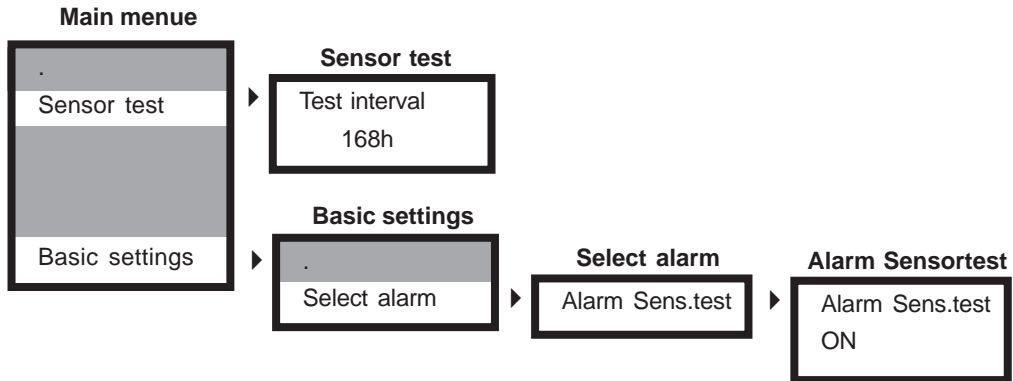 Main menue
.
Sensor test
Basic settings
Sensor test
Test interval
168h
Basic settings
.
Select alarm
Select alarm
Alarm Sens.test
Alarm Sensortest
Alarm Sens.test
ON